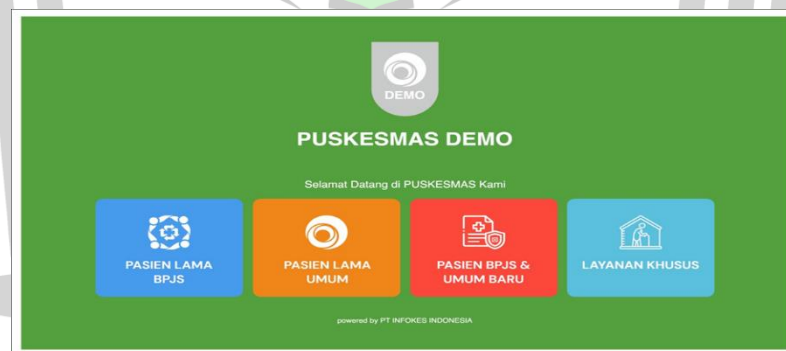 DEMO
PUSKESMAS DEMO
Selamat Datang di PUSKESMAS Kami
PASIEN LAMA
BPJS
PASIEN LAMA
UMUM
PASIEN BPJS &
UMUM BARU
LAYANAN KHUSUS
powered by PT INFOKES INDONESIA